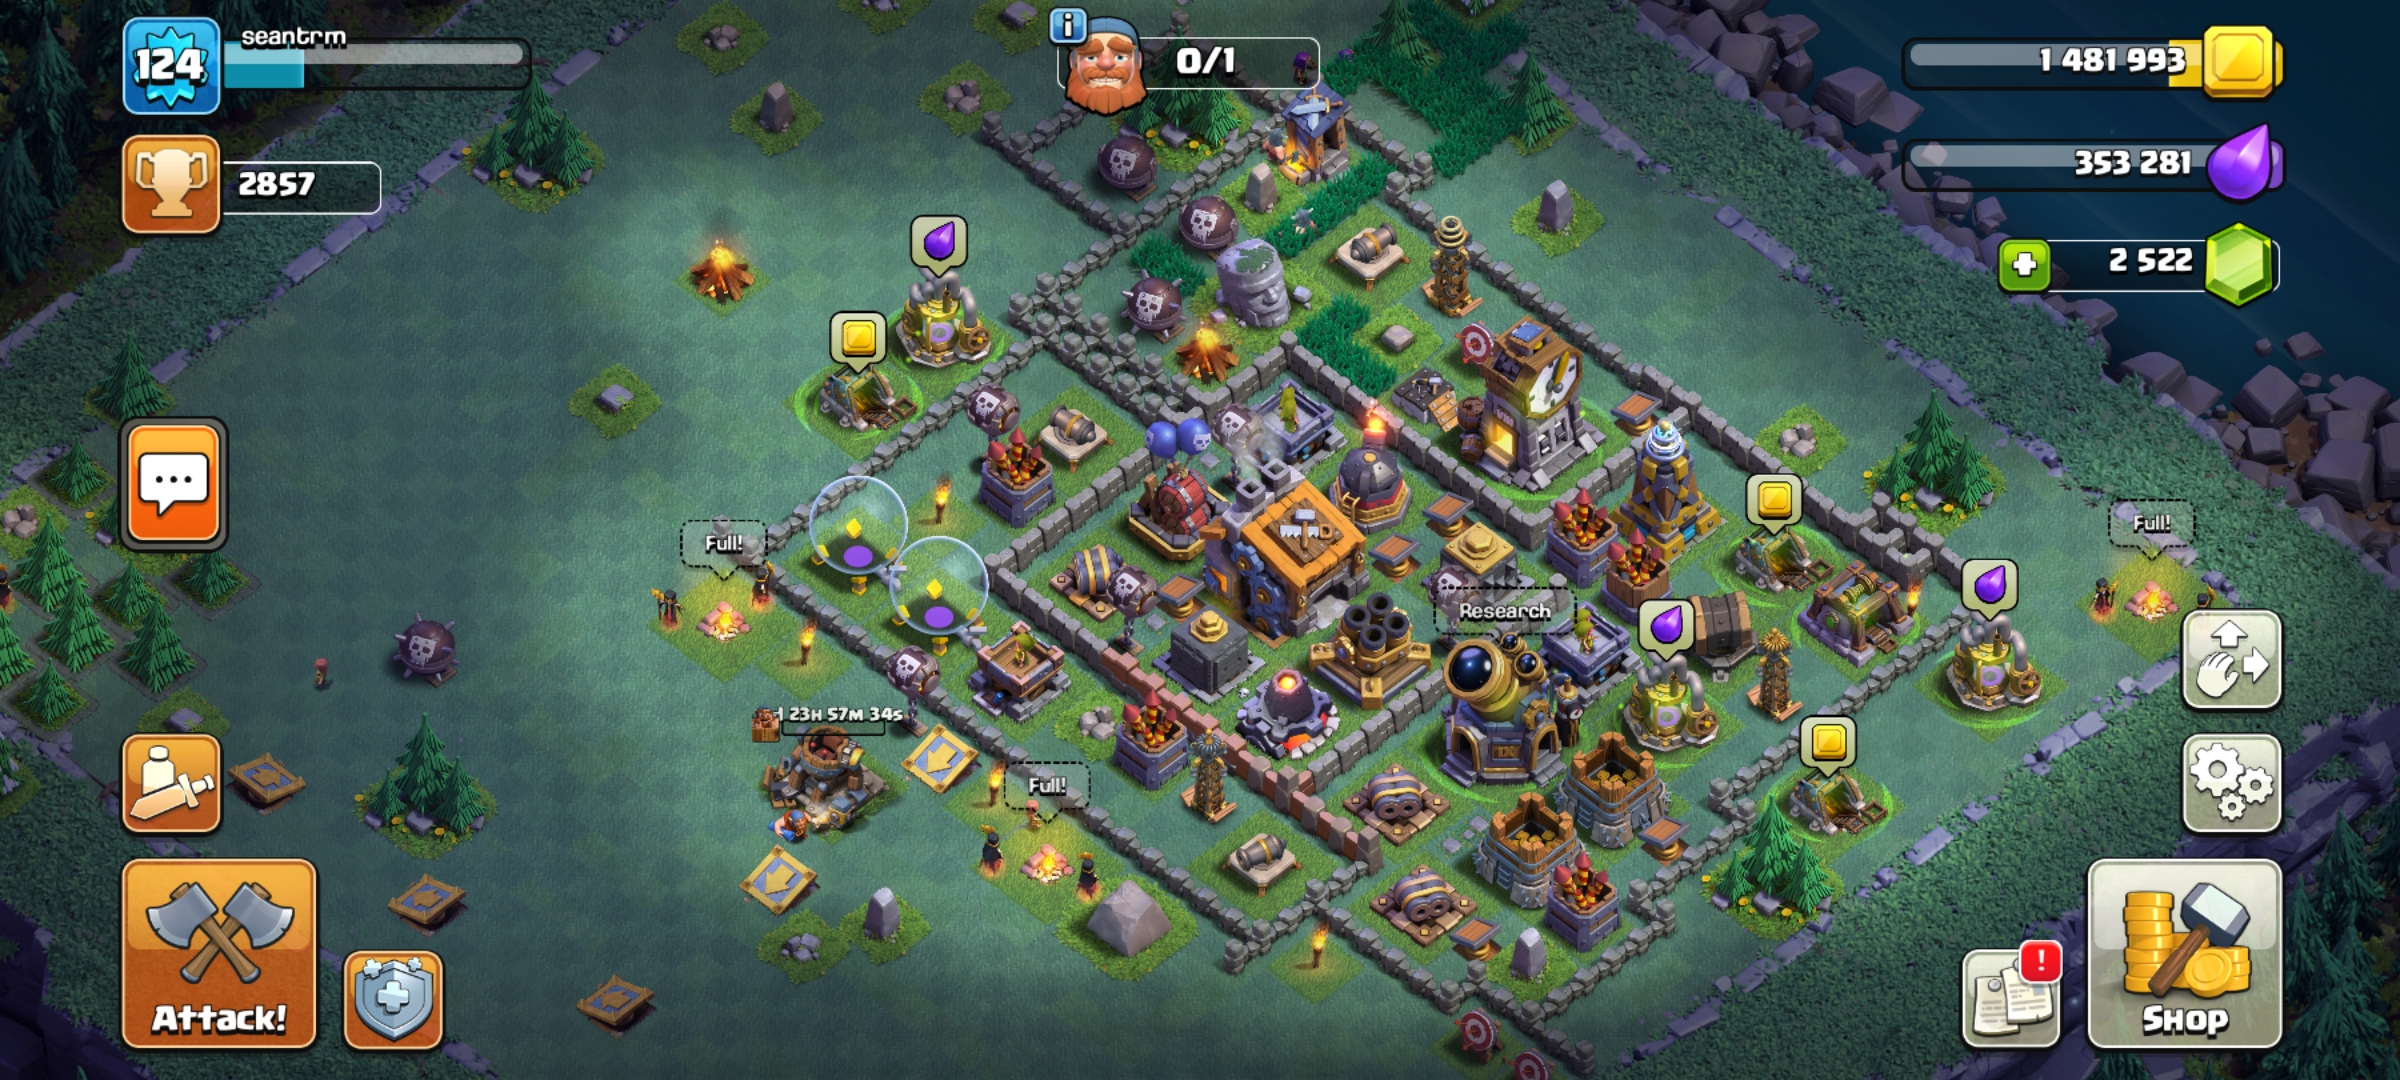 124
seantrm
0/1
1 481 993
2857
353 281
2 522
Full!
Full!
Research
23H 57M 34s
Full!
IX
Attack!
!
Shop